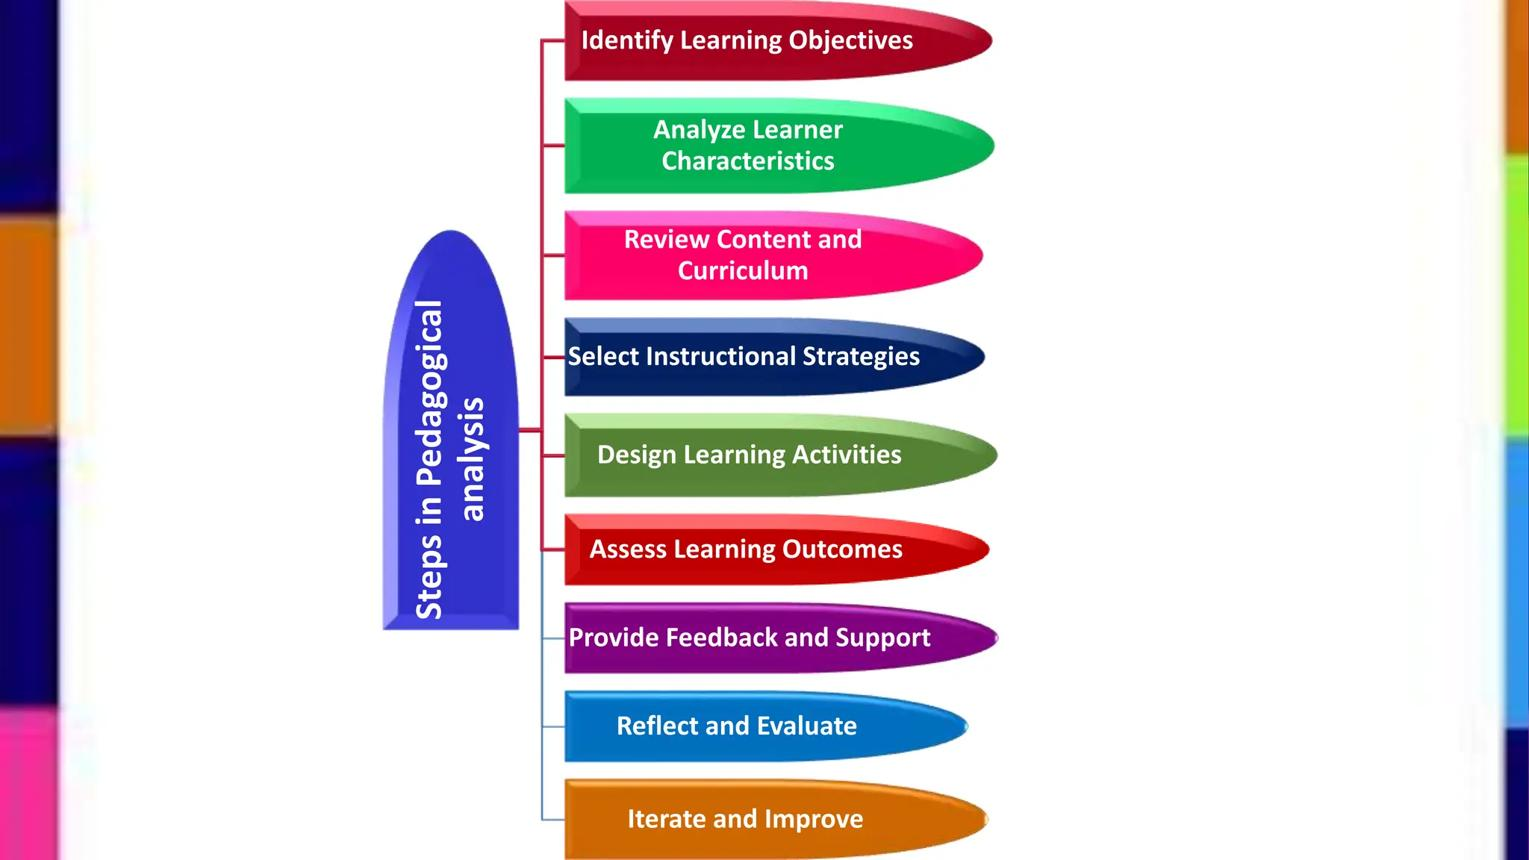 Steps in Pedagogical
analysis
Identify Learning Objectives
Analyze Learner
Characteristics
Review Content and
Curriculum
Select Instructional Strategies
Design Learning Activities
Assess Learning Outcomes
Provide Feedback and Support
Reflect and Evaluate
Iterate and Improve